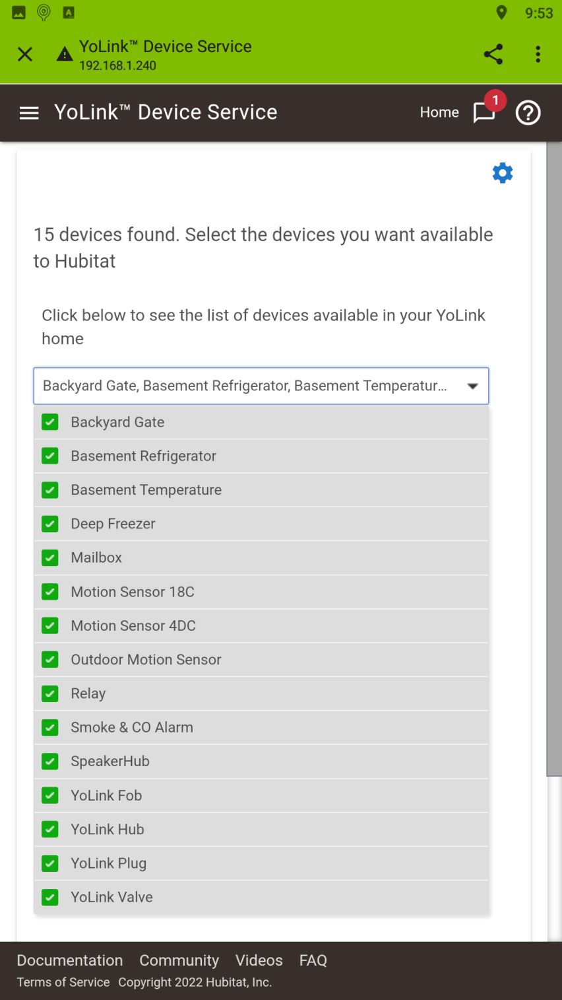 9:53
YoLink™ Device Service
192.168.1.240
YoLink™ Device Service
Home
1
15 devices found. Select the devices you want available
to Hubitat
Click below to see the list of devices available in your YoLink
home
Backyard Gate, Basement Refrigerator, Basement Temperatur...
Backyard Gate
Basement Refrigerator
Basement Temperature
Deep Freezer
Mailbox
Motion Sensor 18C
Motion Sensor 4DC
Outdoor Motion Sensor
Relay
Smoke & CO Alarm
SpeakerHub
YoLink Fob
YoLink Hub
YoLink Plug
YoLink Valve
Documentation Community Videos FAQ
Terms of Service Copyright 2022 Hubitat, Inc.